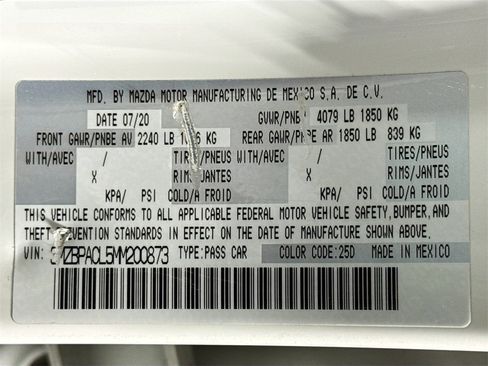 MFD. BY MAZDA MOTOR MANUFACTURING DE MEXICO S.A. DE C.V.
DATE 07/20 GVWR/PNBV 4079 LB 1850 KG
FRONT GAWR/PNBE AV 2240 LB KG REAR GAWR/PNBE AR 1850 LB 839 KG
WITH/AVEC / TIRES/PNEUS WITH/AVEC / TIRES/PNEUS
X RIMS/JANTES X RIMS/JANTES
KPA/ PSI COLD/A FROID KPA/ PSI COLD/A FROID
THIS VEHICLE CONFORMS TO ALL APPLICABLE FEDERAL MOTOR VEHICLE SAFETY, BUMPER, AND
THEFT PREVENTION STANDARDS IN EFFECT ON THE DATE OF MANUFACTURE SHOWN ABOVE.
VIN: 3MZBPACL5MM200873 TYPE:PASS CAR COLOR CODE:25D MADE IN MEXICO